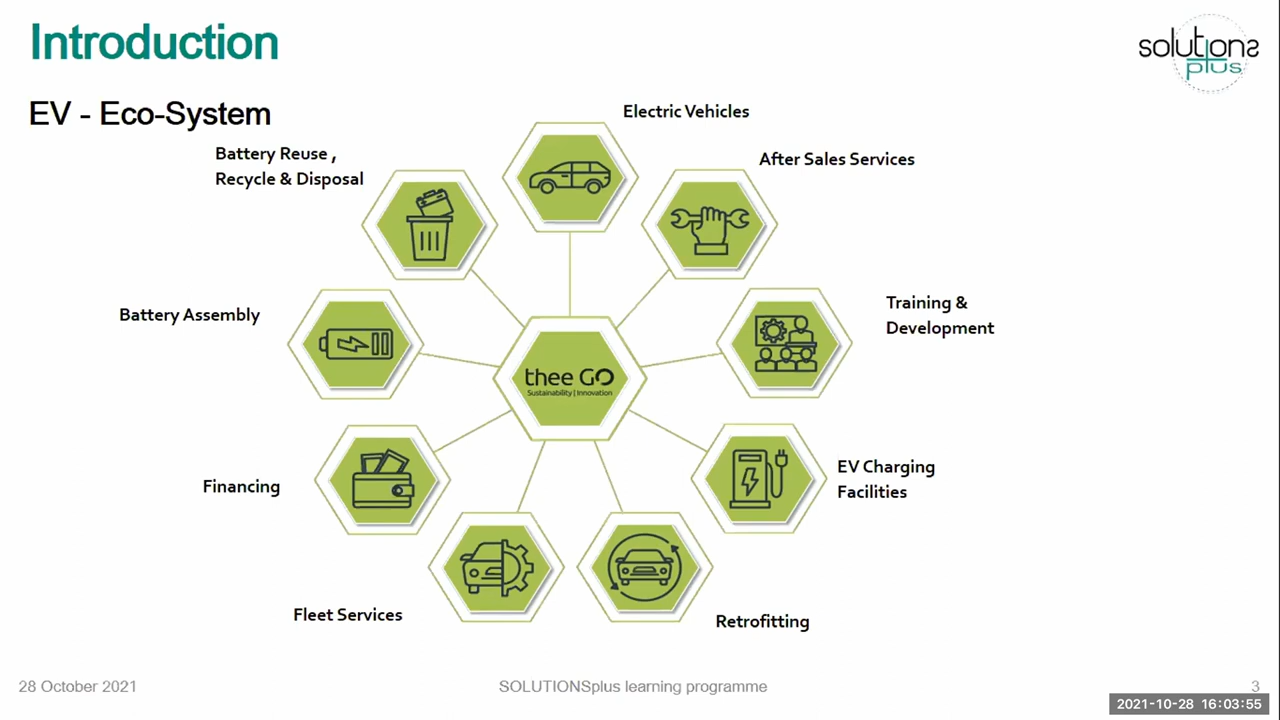 Introduction
solutions
plus
EV - Eco-System
Electric Vehicles
Battery Reuse ,
Recycle & Disposal
After Sales Services
Battery Assembly
Training &
Development
thee GO
Sustainability | Innovation
Financing
EV Charging
Facilities
Fleet Services
Retrofitting
28 October 2021
SOLUTIONSplus learning programme
3
2021-10-28 16:03:55